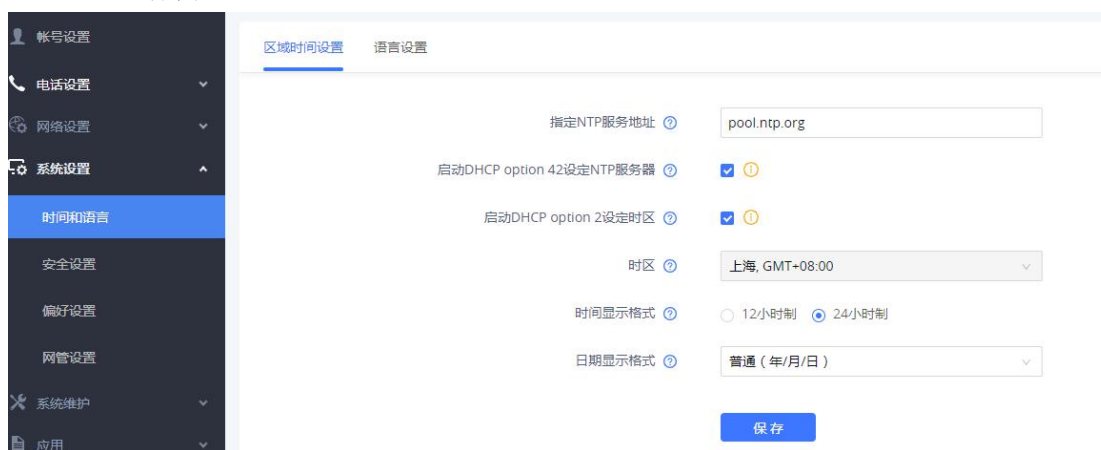 帐号设置
电话设置
网络设置
系统设置
时间和语言
安全设置
偏好设置
网管设置
系统维护
应用
区域时间设置 语言设置
指定NTP服务地址 pool.ntp.org
启动DHCP option 42设定NTP服务器
启动DHCP option 2设定时区
时区 上海, GMT+08:00
时间显示格式 12小时制 24小时制
日期显示格式 普通 ( 年/月/日 )
保存